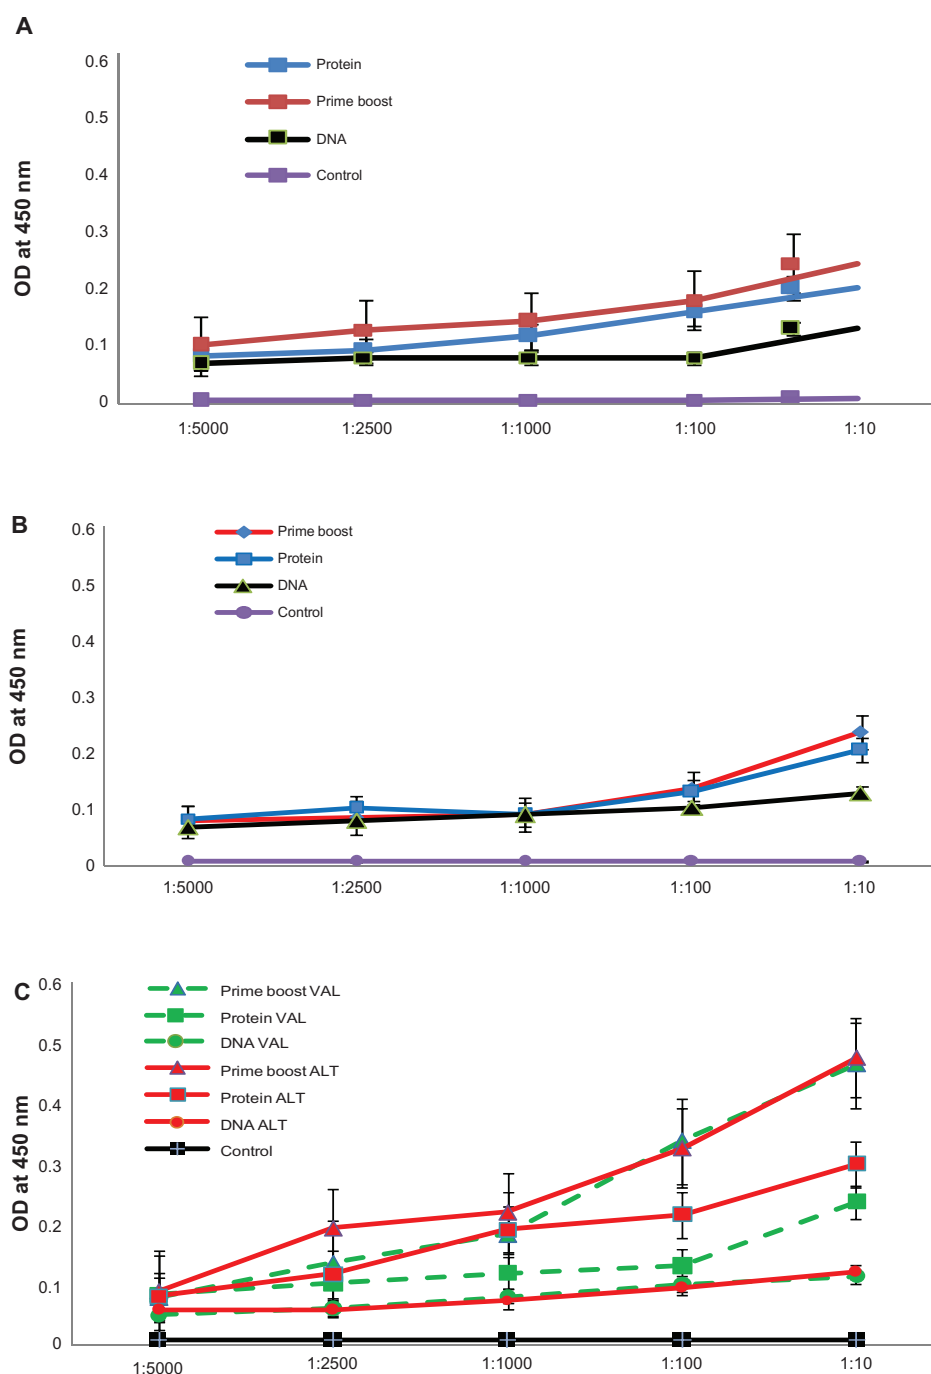 A
0.6
0.5
0.4
0.3
0.2
0.1
0
OD at 450 nm
Protein
Prime boost
DNA
Control
1:5000 1:2500 1:1000 1:100 1:10
B
0.6
0.5
0.4
0.3
0.2
0.1
0
OD at 450 nm
Prime boost
Protein
DNA
Control
1:5000 1:2500 1:1000 1:100 1:10
C
0.6
0.5
0.4
0.3
0.2
0.1
0
OD at 450 nm
Prime boost VAL
Protein VAL
DNA VAL
Prime boost ALT
Protein ALT
DNA ALT
Control
1:5000 1:2500 1:1000 1:100 1:10